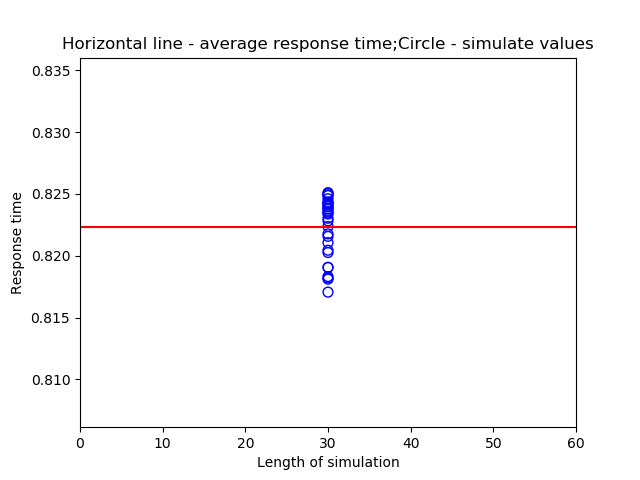 Horizontal line - average response time;Circle - simulate values
0.835
0.830
0.825
0.820
0.815
0.810
Response time
0 10 20 30 40 50 60
Length of simulation